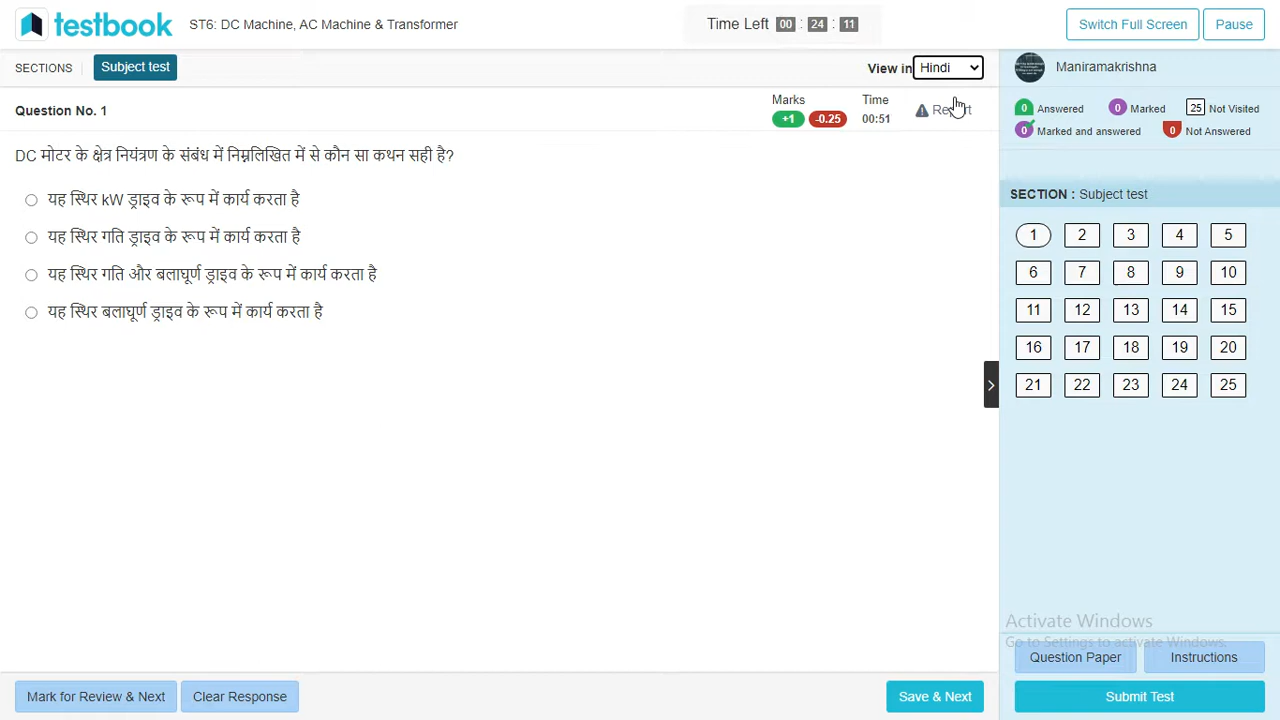 testbook ST6: DC Machine, AC Machine & Transformer Time Left 00 : 24 : 11 Switch Full Screen Pause
SECTIONS Subject test View in Hindi Maniramakrishna
Question No. 1 Marks +1 -0.25 Time 00:51
0 Answered 0 Marked 25 Not Visited
0 Marked and answered 0 Not Answered
DC मोटर के क्षेत्र नियंत्रण के संबंध में निम्नलिखित में से कौन सा कथन सही है?
यह स्थिर kW ड्राइव के रूप में कार्य करता है
यह स्थिर गति ड्राइव के रूप में कार्य करता है
यह स्थिर गति और बलाघूर्ण ड्राइव के रूप में कार्य करता है
यह स्थिर बलाघूर्ण ड्राइव के रूप में कार्य करता है
SECTION : Subject test
1 2 3 4 5
6 7 8 9 10
11 12 13 14 15
16 17 18 19 20
21 22 23 24 25
Activate Windows
Go to Settings to activate Windows.
Question Paper Instructions
Mark for Review & Next Clear Response Save & Next Submit Test